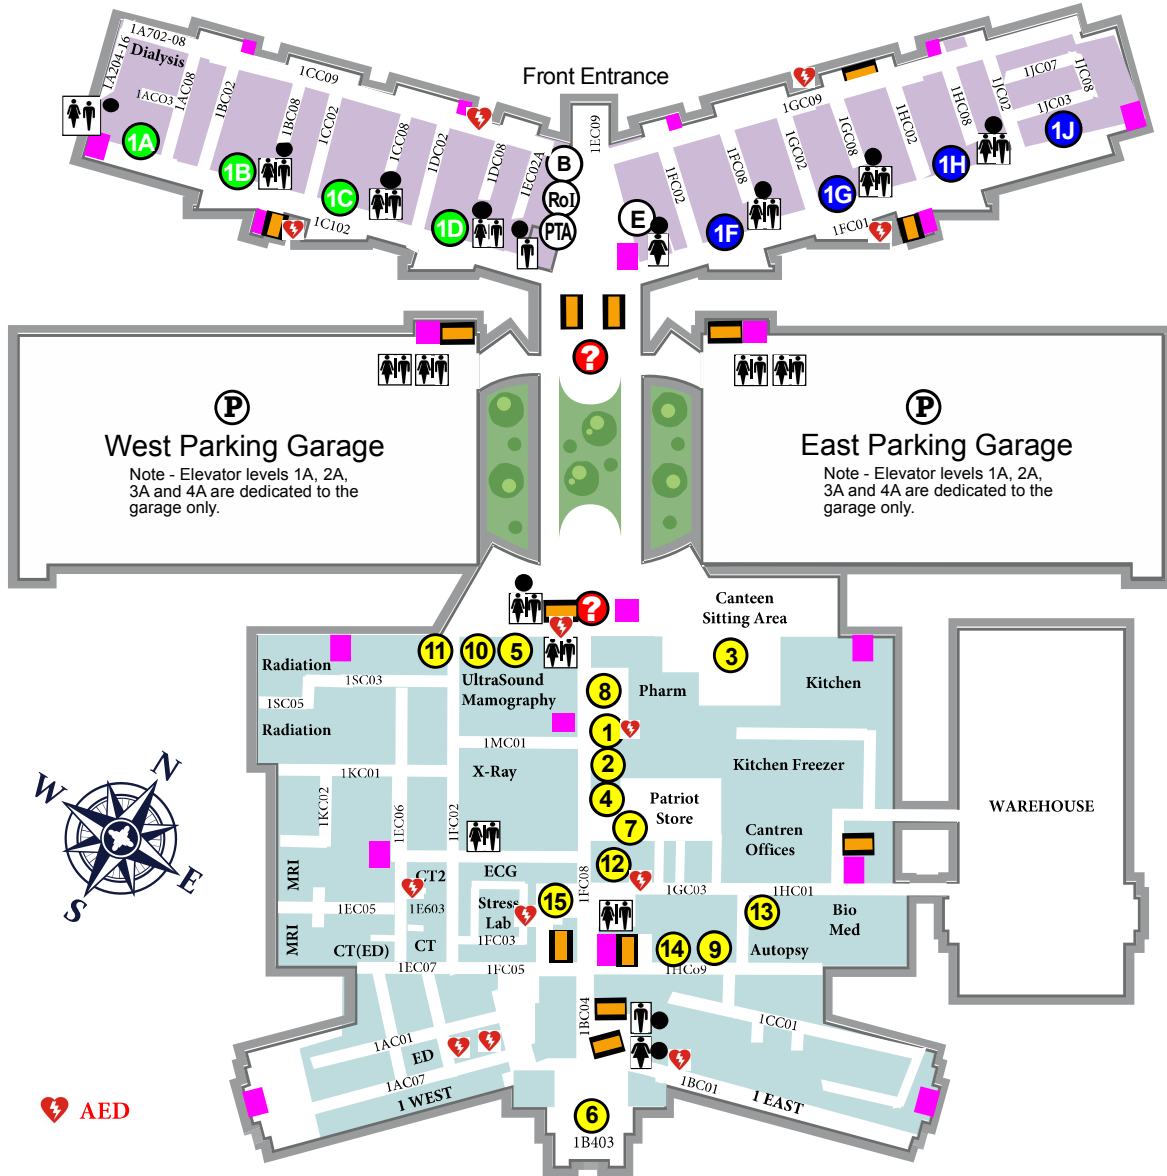 1A702-08
Dialysis
1A204-16
1AC03
1AC08
1BC02
1BC08
1CC09
1CC02
1CC08
1DC02
1DC08
1EC02A
1EC09
Front Entrance
1A
1B
1C
1D
1C102
B
RoI
PTA
E
1FC02
1FC08
1GC02
1GC09
1GC08
1HC02
1HC08
1JC02
1JC07
1JC08
1JC03
1F
1G
1H
1J
1FC01
?
P
West Parking Garage
Note - Elevator levels 1A, 2A,
3A and 4A are dedicated to the
garage only.
P
East Parking Garage
Note - Elevator levels 1A, 2A,
3A and 4A are dedicated to the
garage only.
?
Canteen
Sitting Area
11
10
5
3
Radiation
1SC03
1SC05
Radiation
UltraSound
Mamography
8
Pharm
Kitchen
1
1MC01
2
1KC01
X-Ray
Kitchen Freezer
1KC02
1EC06
1FC02
4
Patriot
Store
7
Cantren
Offices
WAREHOUSE
N
W
E
S
MRI
CT2
ECG
12
1FC08
1GC03
1HC01
1EC05
1E603
Stress
Lab
15
13
Bio
Med
MRI
CT(ED)
CT
1FC03
14
9
Autopsy
1EC07
1FC05
1HCo9
1BC04
1CC01
1AC01
ED
1AC07
1 WEST
1BC01
1 EAST
6
1B403
AED